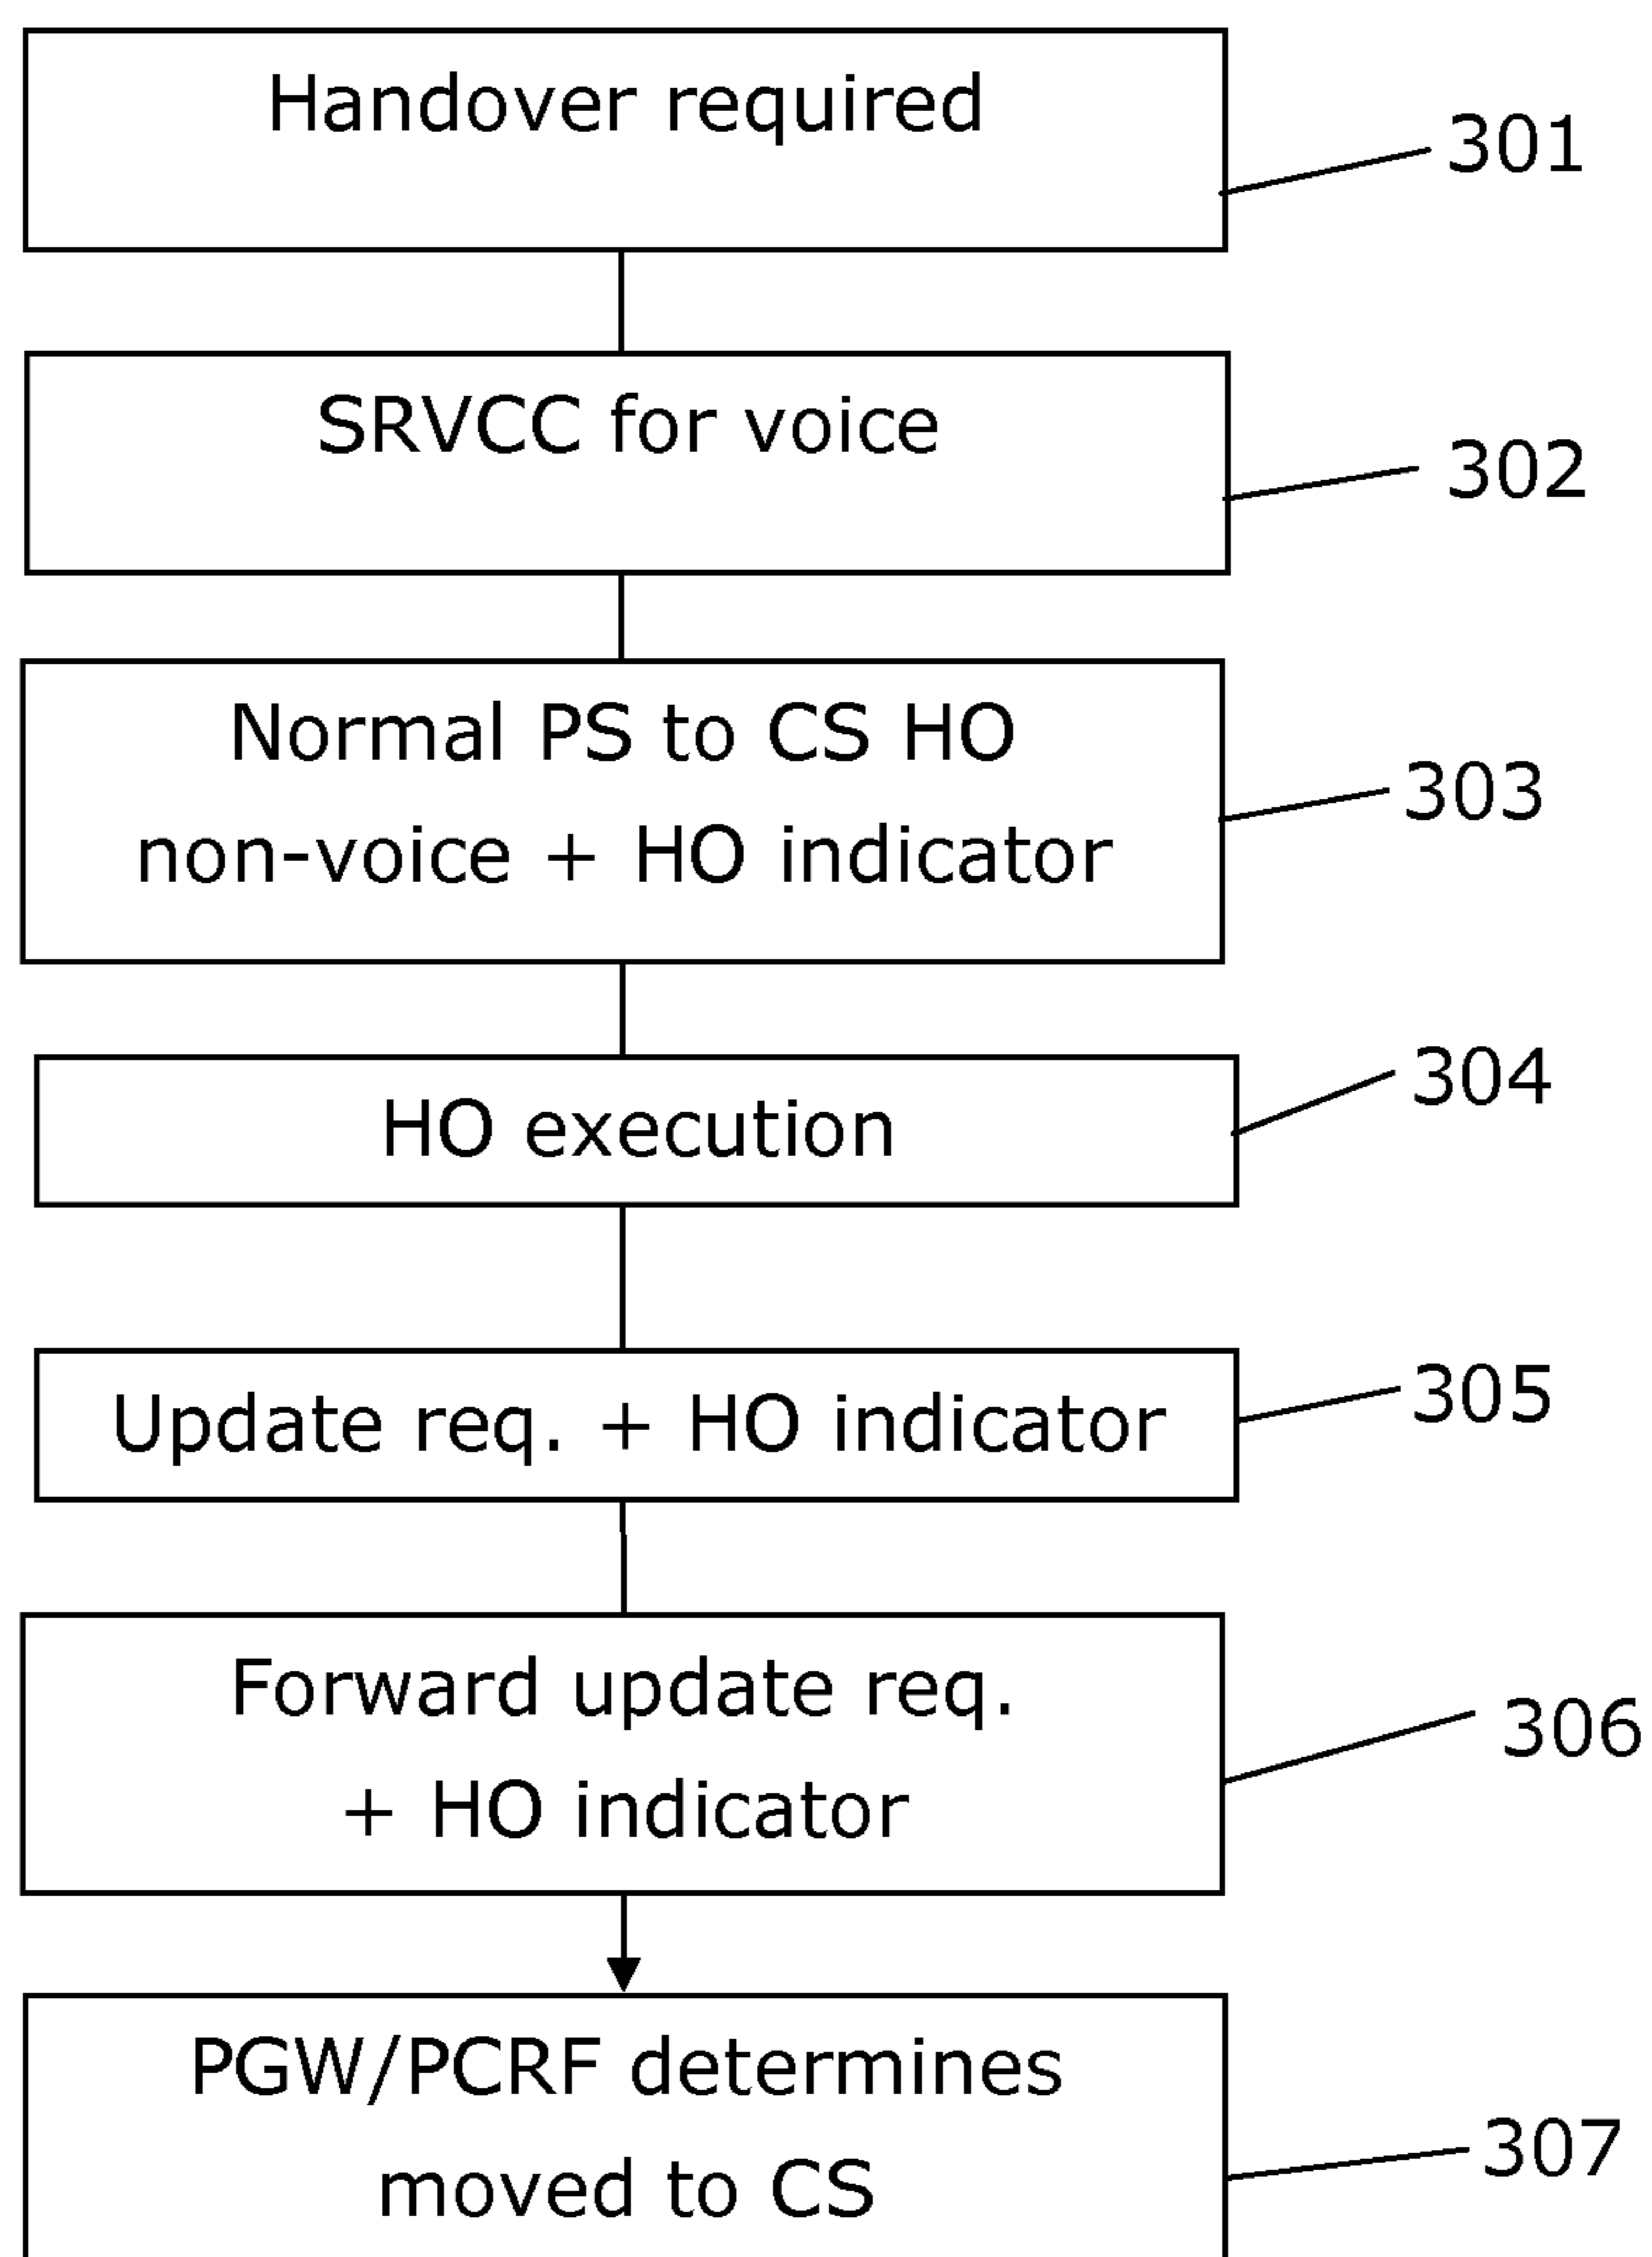 Handover required
301
SRVCC for voice
302
Normal PS to CS HO
non-voice + HO indicator
303
HO execution
304
Update req. + HO indicator
305
Forward update req.
+ HO indicator
306
PGW/PCRF determines
moved to CS
307